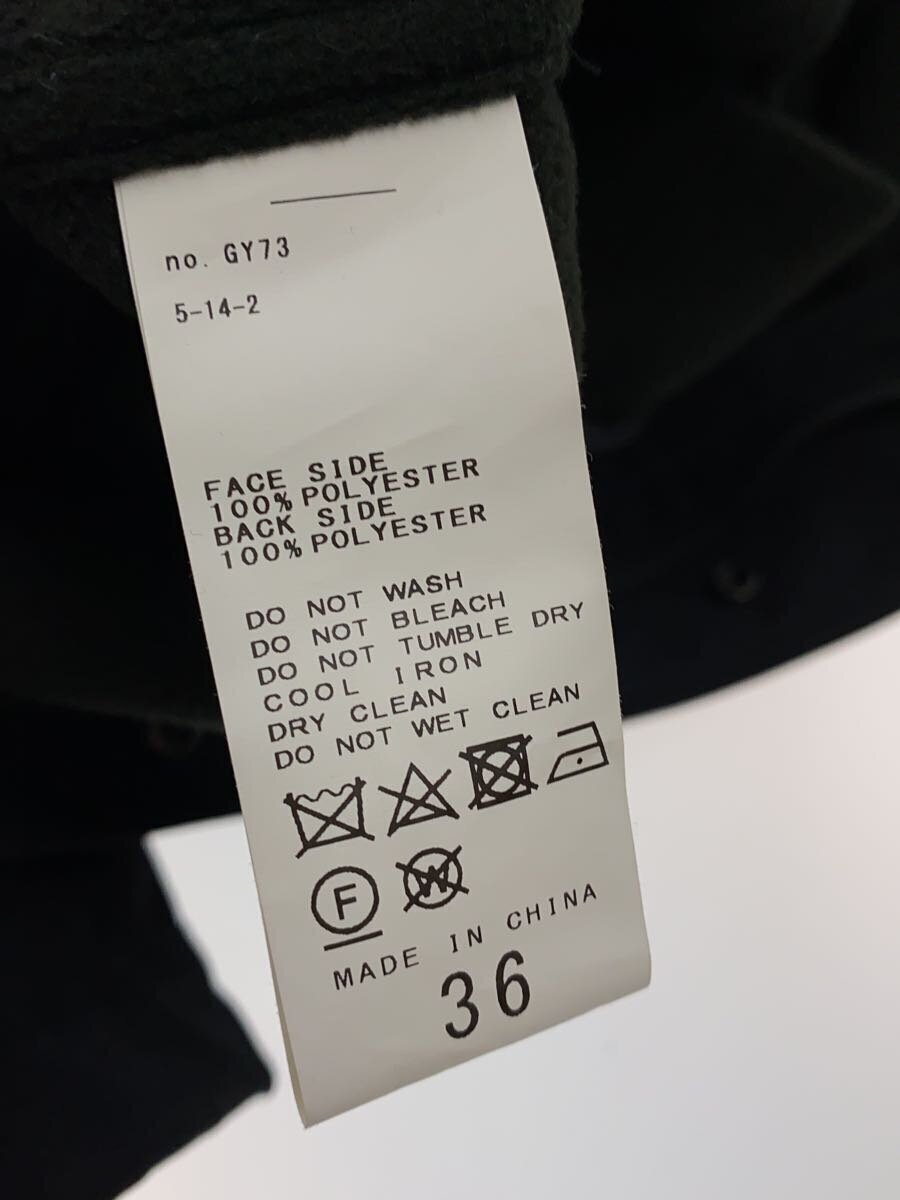 no. GY73
5-14-2
FACE SIDE
100% POLYESTER
BACK SIDE
100% POLYESTER
DO NOT WASH
DO NOT BLEACH
DO NOT TUMBLE DRY
COOL IRON
DRY CLEAN
DO NOT WET CLEAN
F W
MADE IN CHINA
36